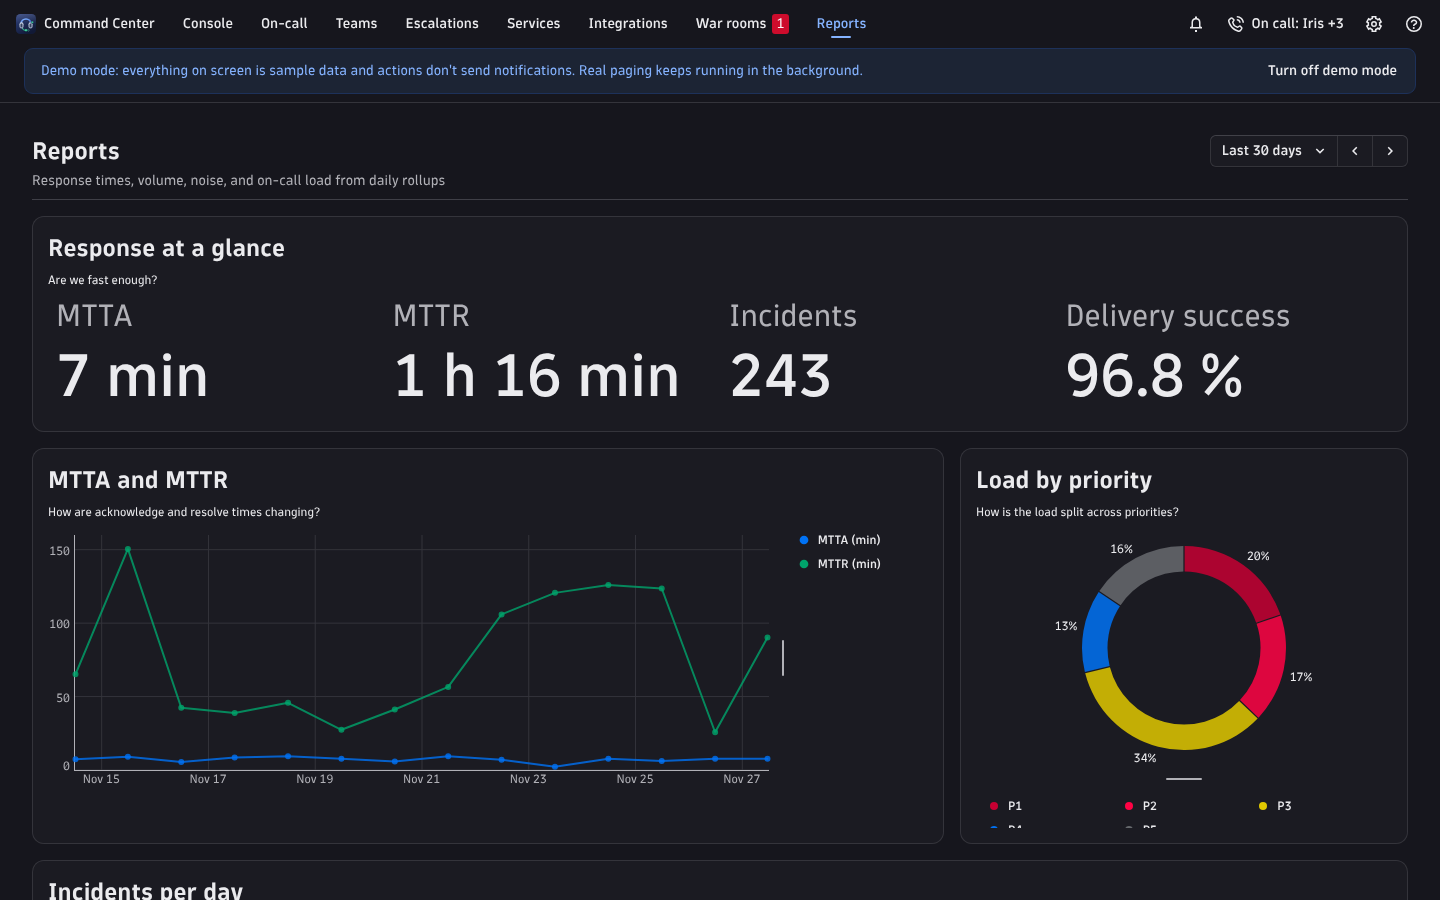 Command Center Console On-call Teams Escalations Services Integrations War rooms 1 Reports On call: Iris +3
Demo mode: everything on screen is sample data and actions don't send notifications. Real paging keeps running in the background. Turn off demo mode
Reports
Last 30 days
Response times, volume, noise, and on-call load from daily rollups
Response at a glance
Are we fast enough?
MTTA MTTR Incidents Delivery success
7 min 1 h 16 min 243 96.8 %
MTTA and MTTR
How are acknowledge and resolve times changing?
150
100
50
0
Nov 15 Nov 17 Nov 19 Nov 21 Nov 23 Nov 25 Nov 27
MTTA (min)
MTTR (min)
Load by priority
How is the load split across priorities?
16% 20%
13%
17%
34%
P1 P2 P3
P4 P5
Incidents per day